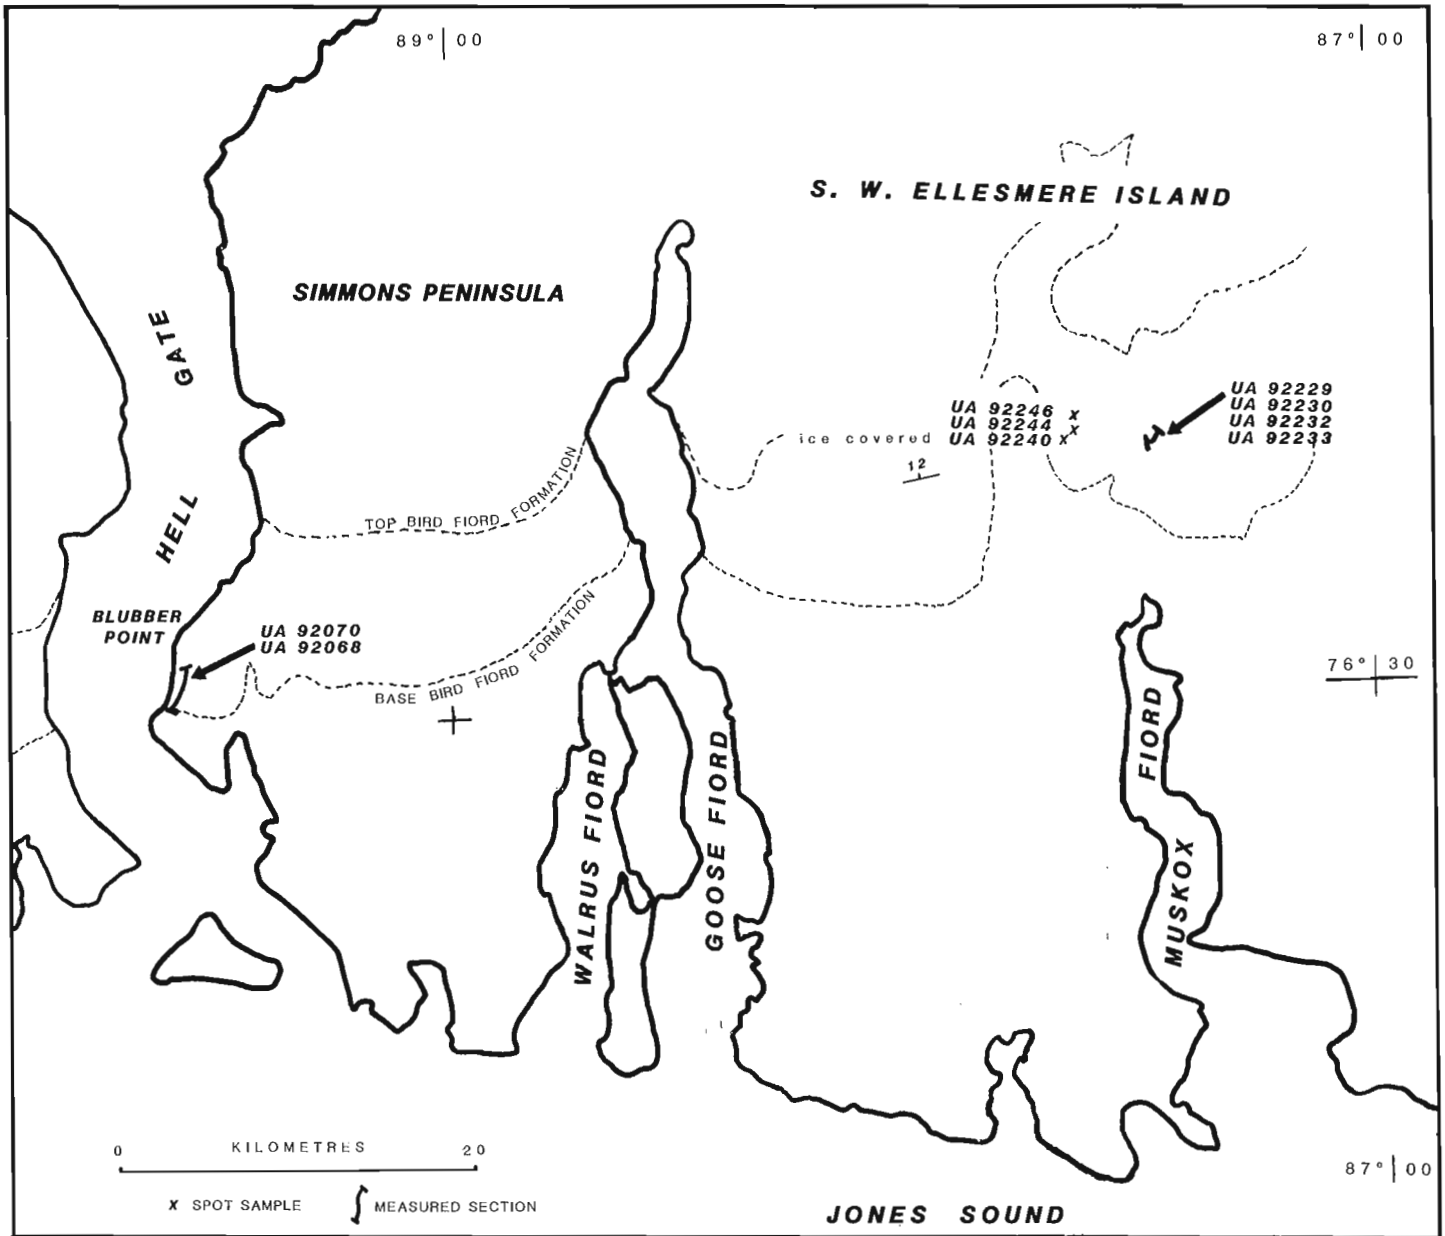 89° 00
87° 00
S. W. ELLESMERE ISLAND
SIMMONS PENINSULA
HELL GATE
UA 92246 x
UA 92244 x
UA 92240 x
UA 92229
UA 92230
UA 92232
UA 92233
ice covered
12
TOP BIRD FIORD FORMATION
BLUBBER
POINT
UA 92070
UA 92068
BASE BIRD FIORD FORMATION
76° 30
WALRUS FIORD
GOOSE FIORD
MUSKOX FIORD
0 KILOMETRES 20
x SPOT SAMPLE
MEASURED SECTION
87° 00
JONES SOUND